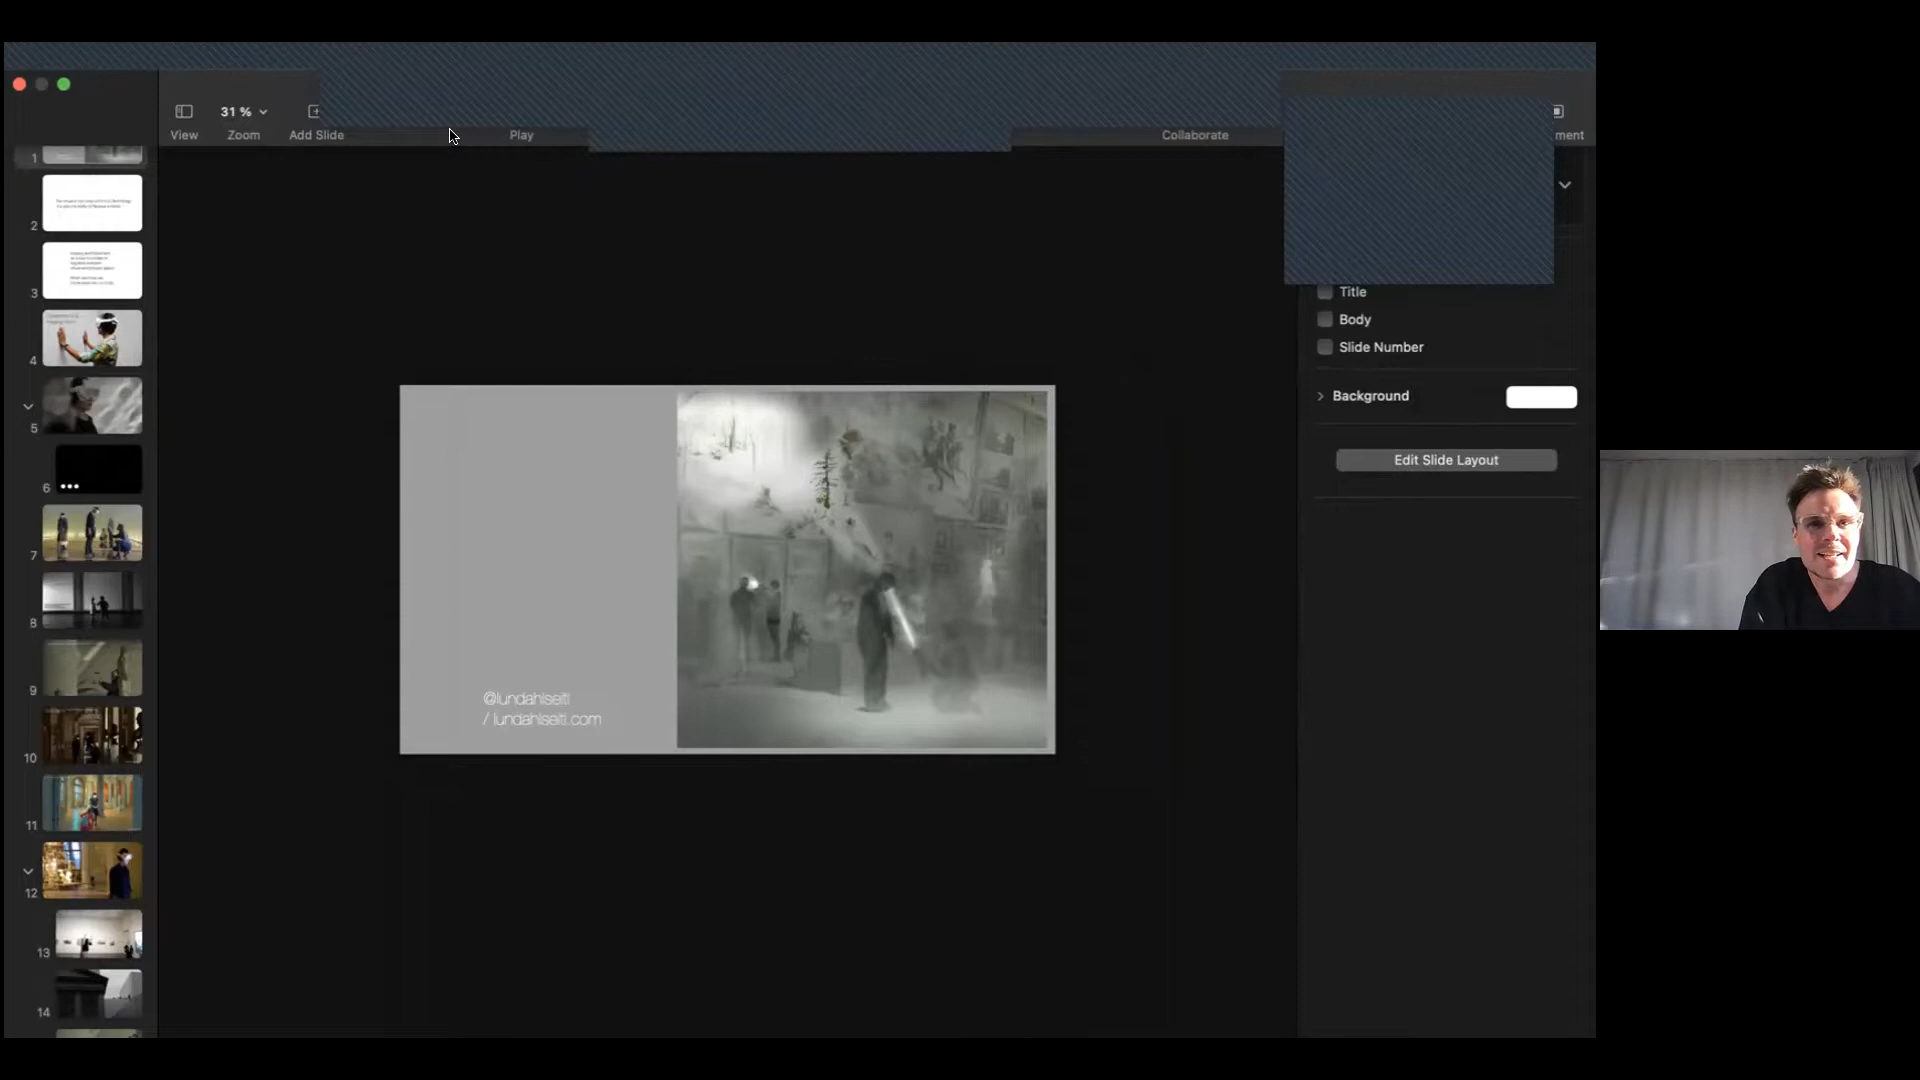 31 %
View
Zoom
Add Slide
Play
Collaborate
ment
1
2
3
4
5
6
7
8
9
10
11
12
13
14
@lundahlseitl
/ lundahlseitl.com
Title
Body
Slide Number
Background
Edit Slide Layout